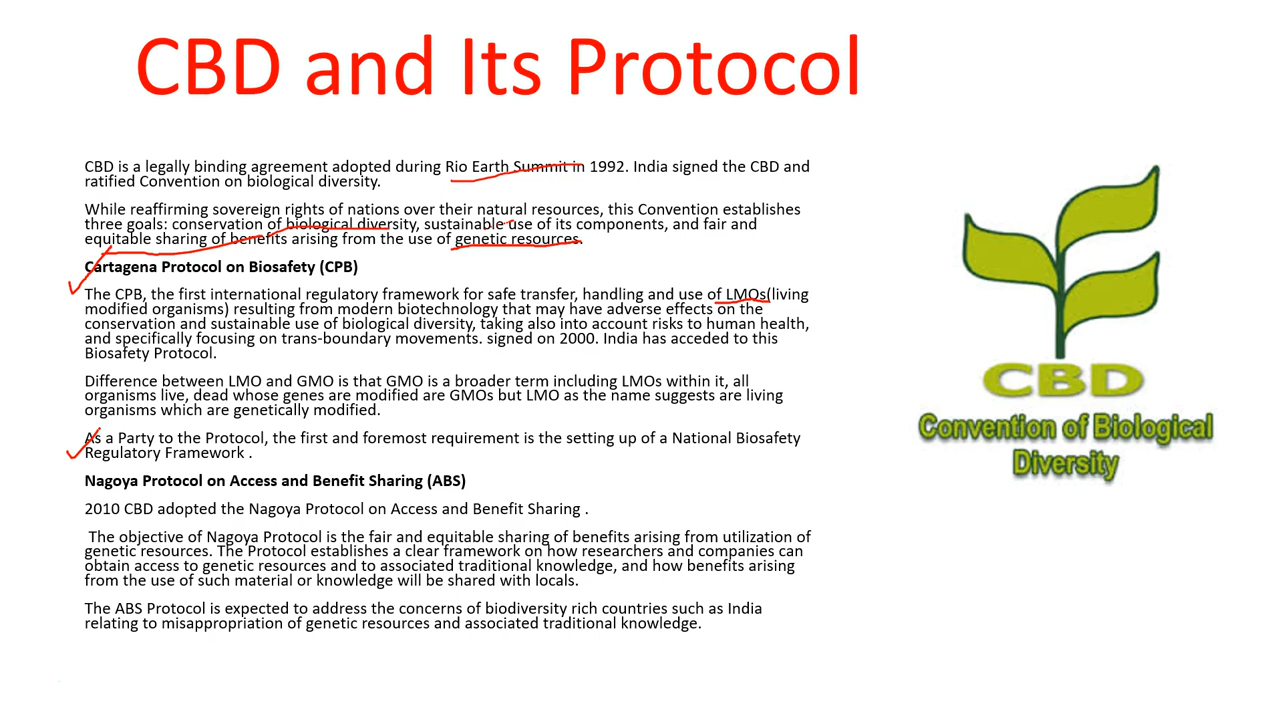 CBD and Its Protocol
CBD is a legally binding agreement adopted during Rio Earth Summit in 1992. India signed the CBD and
ratified Convention on biological diversity.
While reaffirming sovereign rights of nations over their natural resources, this Convention establishes
three goals: conservation of biological diversity, sustainable use of its components, and fair and
equitable sharing of benefits arising from the use of genetic resources.
Cartagena Protocol on Biosafety (CPB)
The CPB, the first international regulatory framework for safe transfer, handling and use of LMOs(living
modified organisms) resulting from modern biotechnology that may have adverse effects on the
conservation and sustainable use of biological diversity, taking also into account risks to human health,
and specifically focusing on trans-boundary movements. signed on 2000. India has acceded to this
Biosafety Protocol.
Difference between LMO and GMO is that GMO is a broader term including LMOs within it, all
organisms live, dead whose genes are modified are GMOs but LMO as the name suggests are living
organisms which are genetically modified.
As a Party to the Protocol, the first and foremost requirement is the setting up of a National Biosafety
Regulatory Framework .
Nagoya Protocol on Access and Benefit Sharing (ABS)
2010 CBD adopted the Nagoya Protocol on Access and Benefit Sharing .
The objective of Nagoya Protocol is the fair and equitable sharing of benefits arising from utilization of
genetic resources. The Protocol establishes a clear framework on how researchers and companies can
obtain access to genetic resources and to associated traditional knowledge, and how benefits arising
from the use of such material or knowledge will be shared with locals.
The ABS Protocol is expected to address the concerns of biodiversity rich countries such as India
relating to misappropriation of genetic resources and associated traditional knowledge.
CBD
Convention of Biological
Diversity